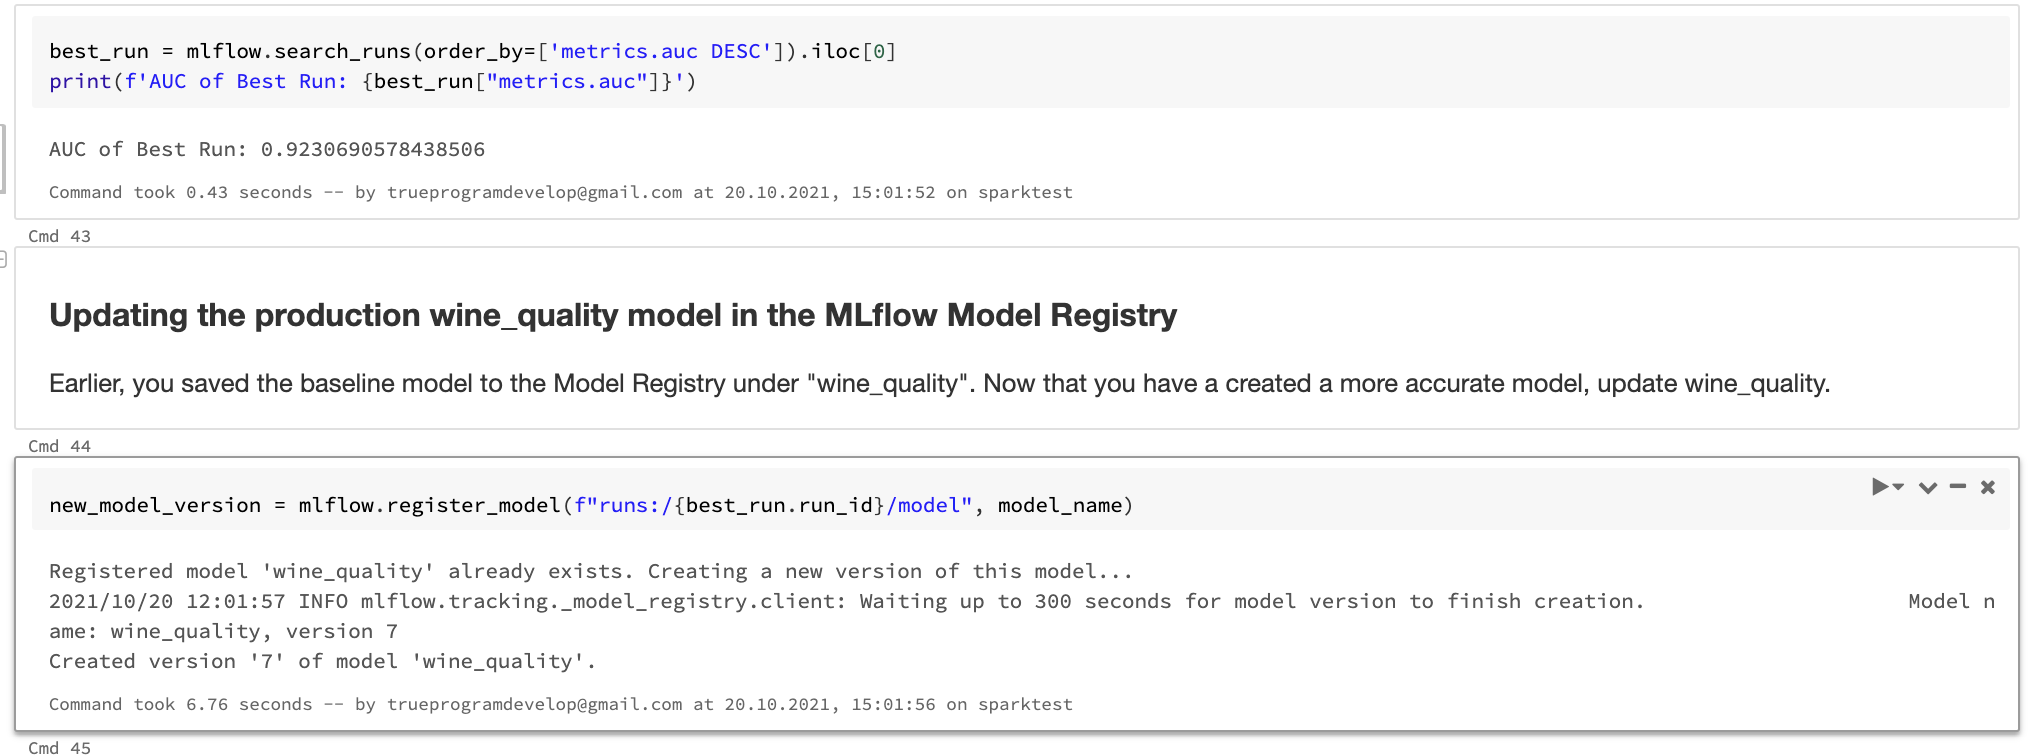 best_run = mlflow.search_runs(order_by=['metrics.auc DESC']).iloc[0]
print(f'AUC of Best Run: {best_run["metrics.auc"]}')
AUC of Best Run: 0.9230690578438506
Command took 0.43 seconds -- by trueprogramdevelop@gmail.com at 20.10.2021, 15:01:52 on sparktest
Cmd 43
Updating the production wine_quality model in the MLflow Model Registry
Earlier, you saved the baseline model to the Model Registry under "wine_quality". Now that you have a created a more accurate model, update wine_quality.
Cmd 44
new_model_version = mlflow.register_model(f"runs:/{best_run.run_id}/model", model_name)
Registered model 'wine_quality' already exists. Creating a new version of this model...
2021/10/20 12:01:57 INFO mlflow.tracking._model_registry.client: Waiting up to 300 seconds for model version to finish creation. Model n
ame: wine_quality, version 7
Created version '7' of model 'wine_quality'.
Command took 6.76 seconds -- by trueprogramdevelop@gmail.com at 20.10.2021, 15:01:56 on sparktest
Cmd 45